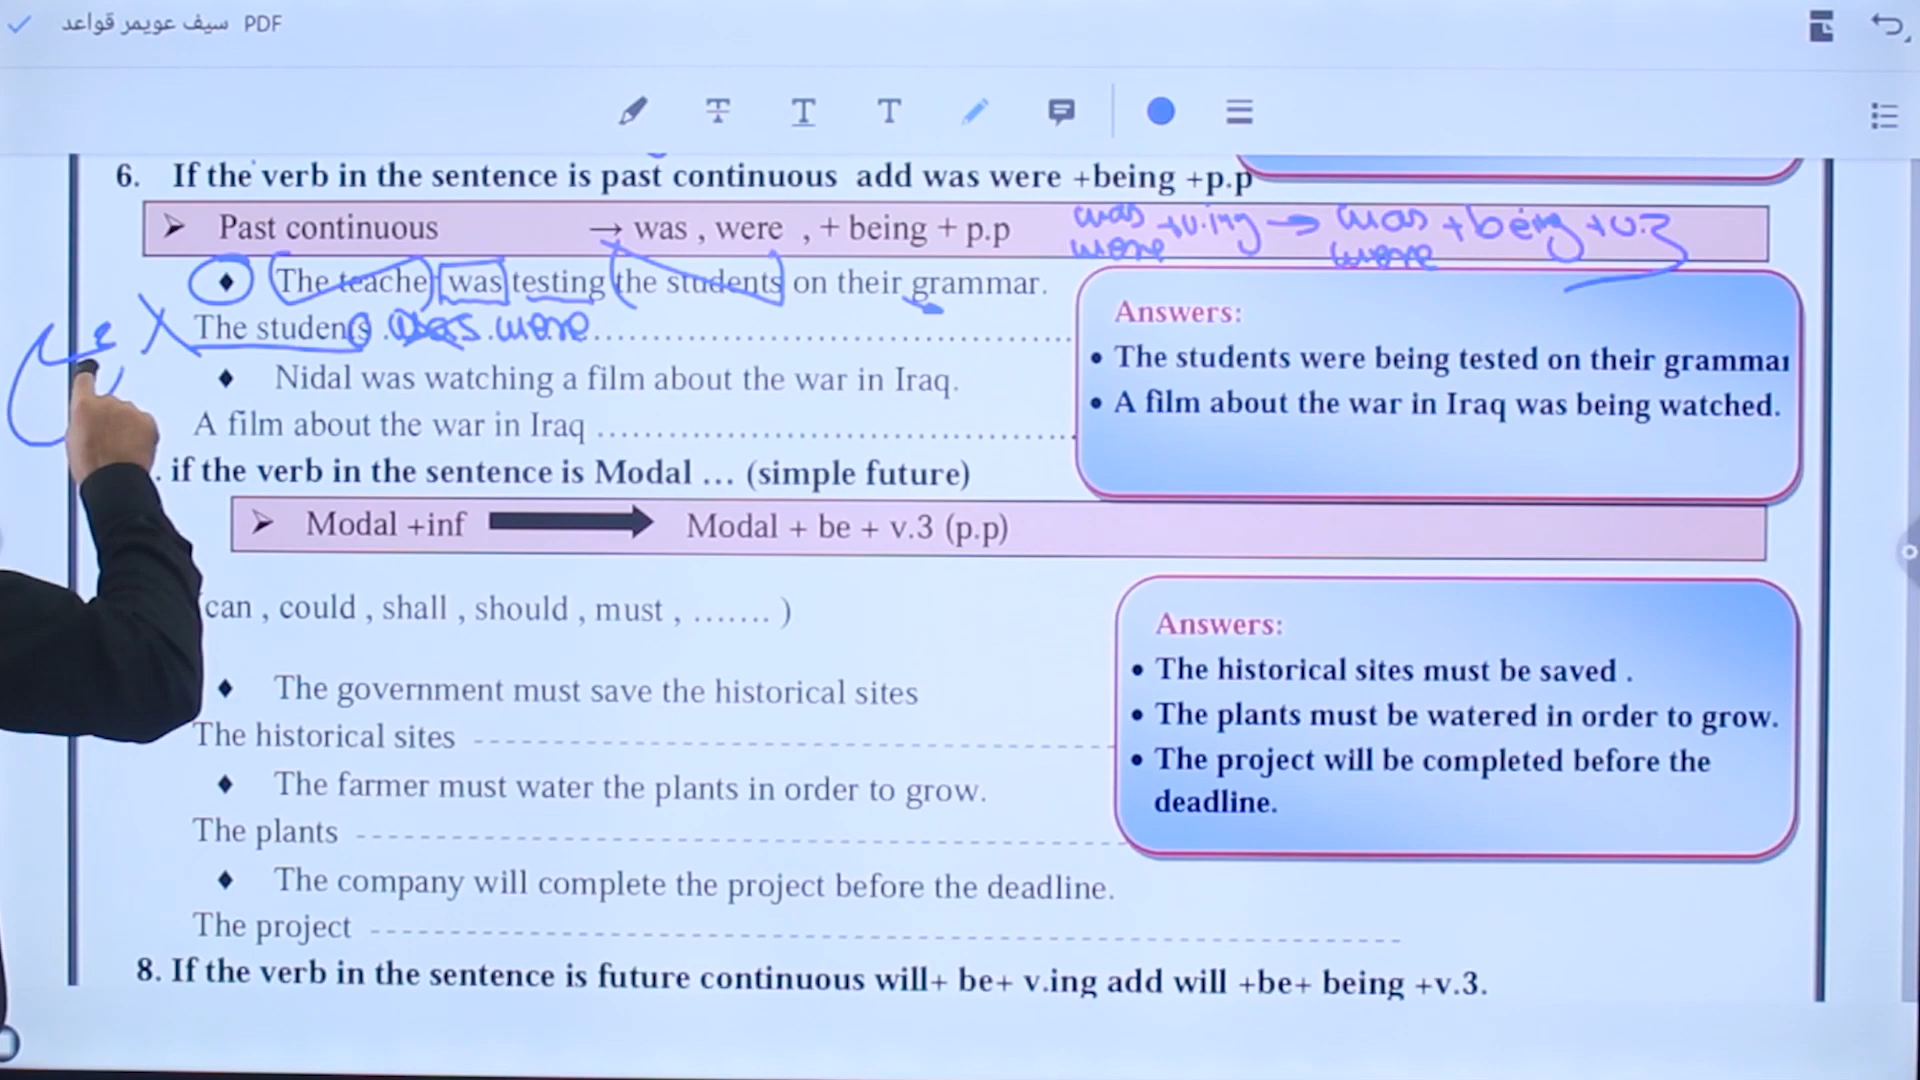 سيف عويمر قواعد PDF
6. If the verb in the sentence is past continuous add was were +being +p.p
➤ Past continuous → was , were , + being + p.p
was were +v.ing → was were +being +v.3
♦ The teache was testing the students on their grammar.
The students were
♦ Nidal was watching a film about the war in Iraq.
A film about the war in Iraq
. if the verb in the sentence is Modal ... (simple future)
➤ Modal +inf Modal + be + v.3 (p.p)
can , could , shall , should , must , ....... )
♦ The government must save the historical sites
The historical sites
♦ The farmer must water the plants in order to grow.
The plants
♦ The company will complete the project before the deadline.
The project
8. If the verb in the sentence is future continuous will+ be+ v.ing add will +be+ being +v.3.
Answers:
• The students were being tested on their grammar
• A film about the war in Iraq was being watched.
Answers:
• The historical sites must be saved .
• The plants must be watered in order to grow.
• The project will be completed before the
deadline.